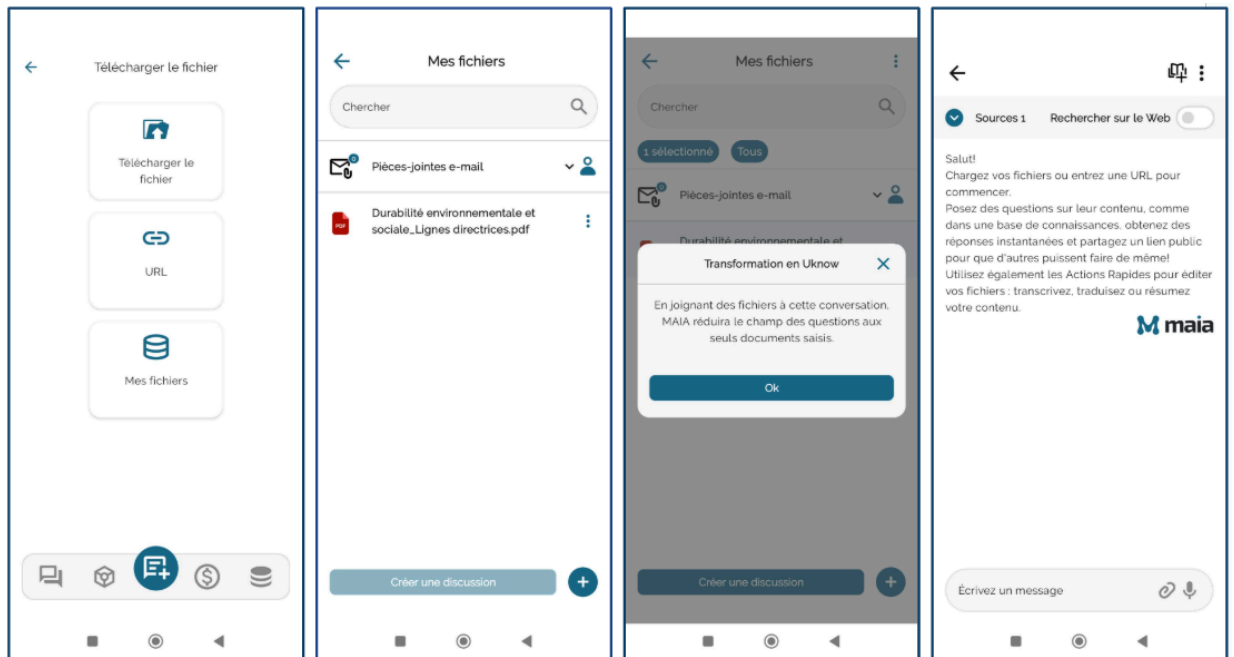 Télécharger le fichier
Télécharger le
fichier
URL
Mes fichiers
Mes fichiers
Chercher
0
Pièces-jointes e-mail
PDF
Durabilité environnementale et
sociale_Lignes directrices.pdf
Créer une discussion
Mes fichiers
Chercher
1 sélectionné
Tous
0
Pièces-jointes e-mail
Durabilité environnementale et
Transformation en Uknow
En joignant des fichiers à cette conversation.
MAIA réduira le champ des questions aux
seuls documents saisis.
Ok
Créer une discussion
Sources 1
Rechercher sur le Web
Salut!
Chargez vos fichiers ou entrez une URL pour
commencer.
Posez des questions sur leur contenu, comme
dans une base de connaissances, obtenez des
réponses instantanées et partagez un lien public
pour que d'autres puissent faire de même!
Utilisez également les Actions Rapides pour éditer
vos fichiers : transcrivez, traduisez ou résumez
votre contenu.
maia
Écrivez un message